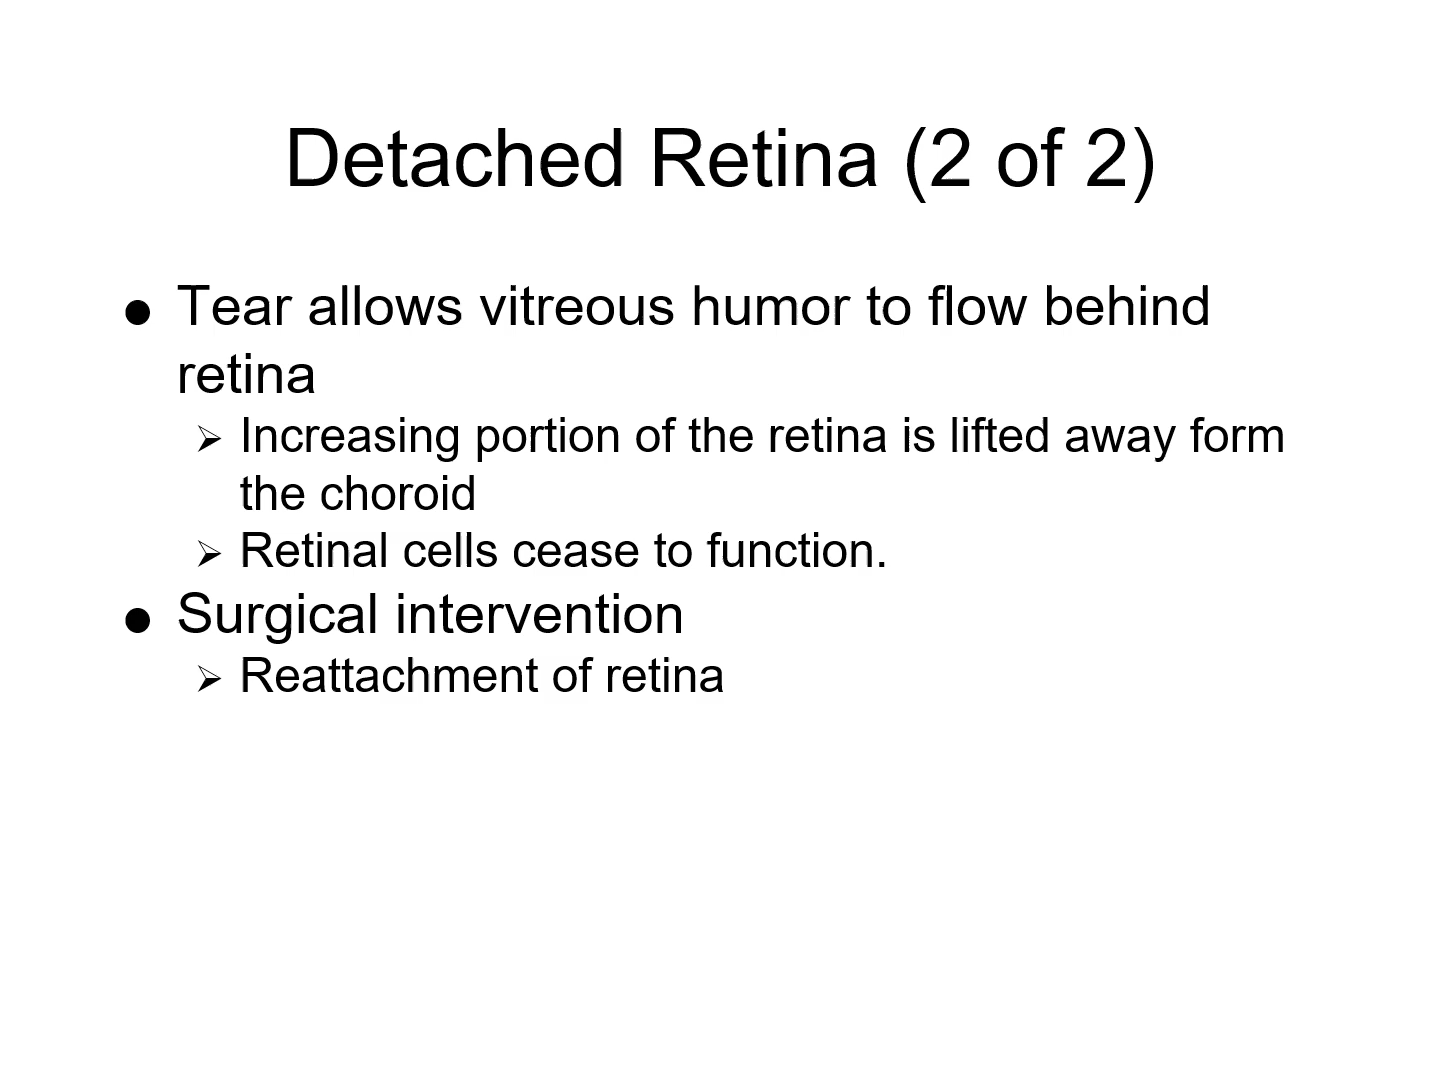 Detached Retina (2 of 2)
● Tear allows vitreous humor to flow behind
retina
➢ Increasing portion of the retina is lifted away form
the choroid
➢ Retinal cells cease to function.
● Surgical intervention
➢ Reattachment of retina